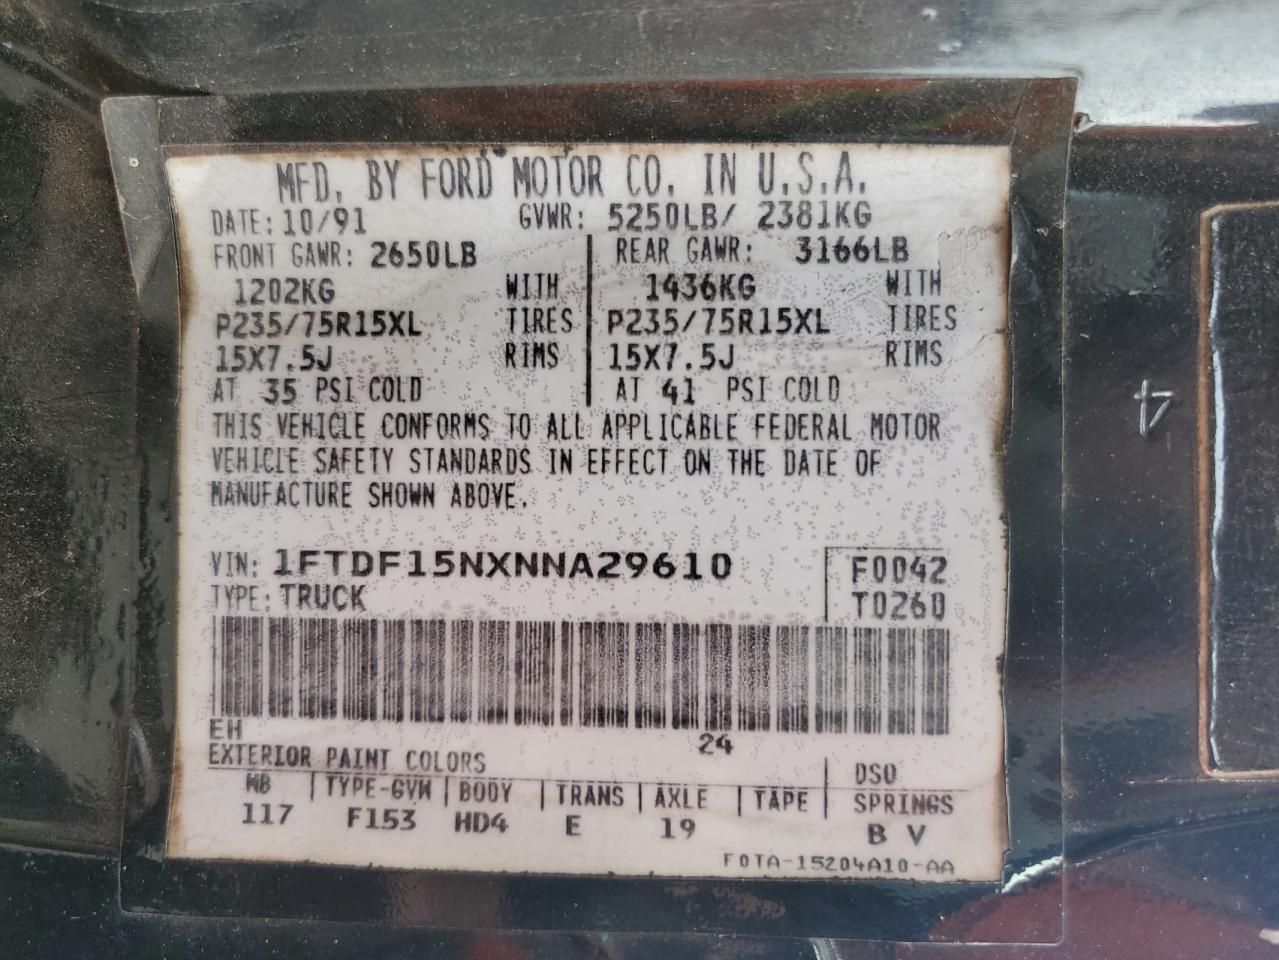 MFD. BY FORD MOTOR CO. IN U.S.A.
DATE: 10/91 GVWR: 5250LB/ 2381KG
FRONT GAWR: 2650LB REAR GAWR: 3166LB
1202KG WITH 1436KG WITH
P235/75R15XL TIRES P235/75R15XL TIRES
15X7.5J RIMS 15X7.5J RIMS
AT 35 PSI COLD AT 41 PSI COLD
THIS VEHICLE CONFORMS TO ALL APPLICABLE FEDERAL MOTOR
VEHICLE SAFETY STANDARDS IN EFFECT ON THE DATE OF
MANUFACTURE SHOWN ABOVE.
VIN: 1FTDF15NXNNA29610 F0042
TYPE: TRUCK T0260
EH 24
EXTERIOR PAINT COLORS DSO
WB TYPE-GVW BODY TRANS AXLE TAPE SPRINGS
117 F153 HD4 E 19 B V
F0TA-15204A10-AA
4